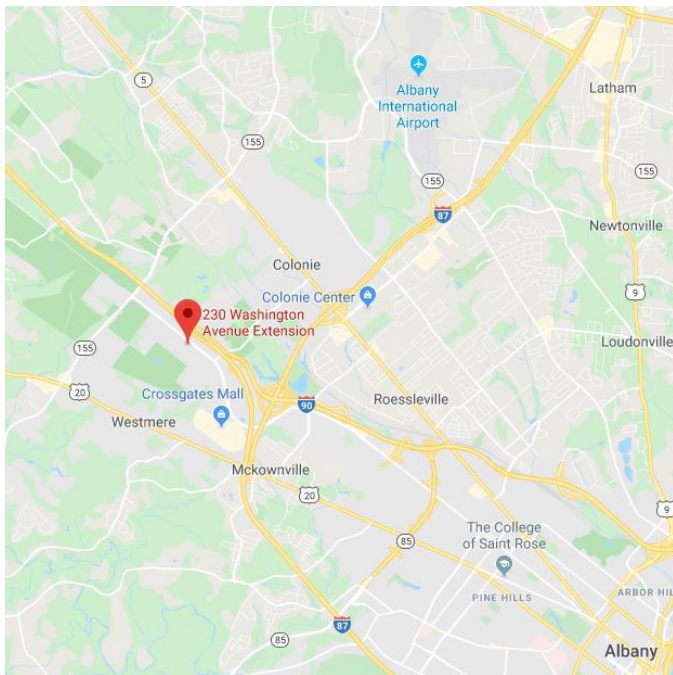 5
Albany
International
Airport
Latham
155
155
155
87
Newtonville
Colonie
9
Colonie Center
230 Washington
Avenue Extension
Loudonville
155
20
Crossgates Mall
90
Roessleville
Westmere
Mckownville
20
9
The College
of Saint Rose
85
PINE HILLS
ARBOR HIL
87
85
Albany